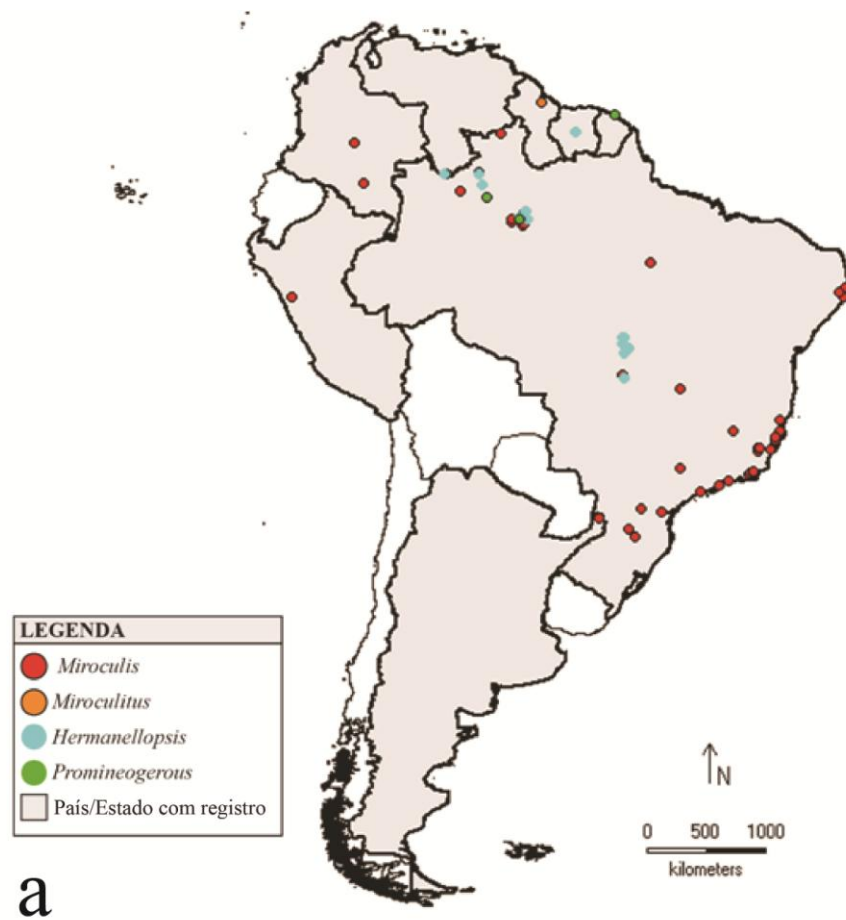 LEGENDA
Miroculis
Miroculitus
Hermanellopsis
Promineogerous
País/Estado com registro
N
0 500 1000
kilometers
a